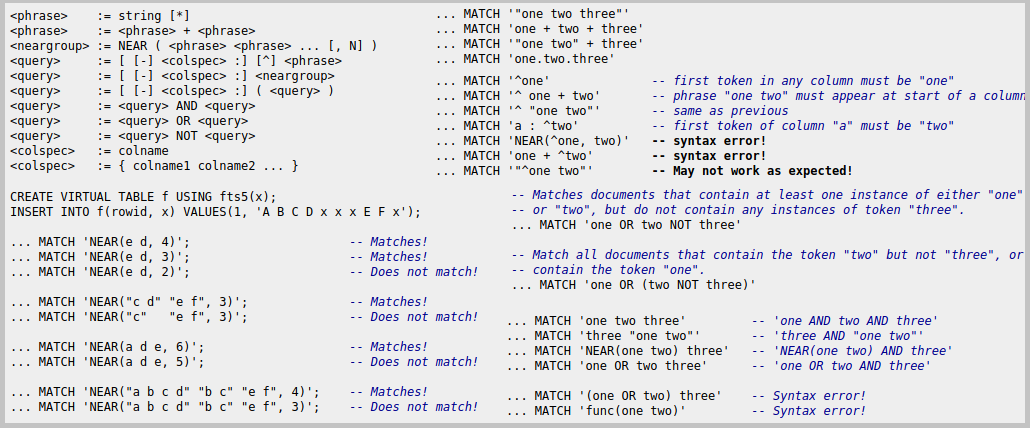 <phrase>    := string [*]
<phrase>    := <phrase> + <phrase>
<neargroup> := NEAR ( <phrase> <phrase> ... [, N] )
<query>     := [ [-] <colspec> :] [^] <phrase>
<query>     := [ [-] <colspec> :] <neargroup>
<query>     := [ [-] <colspec> :] ( <query> )
<query>     := <query> AND <query>
<query>     := <query> OR <query>
<query>     := <query> NOT <query>
<colspec>   := colname
<colspec>   := { colname1 colname2 ... }
CREATE VIRTUAL TABLE f USING fts5(x);
INSERT INTO f(rowid, x) VALUES(1, 'A B C D x x x E F x');
... MATCH 'NEAR(e d, 4)';                      -- Matches!
... MATCH 'NEAR(e d, 3)';                      -- Matches!
... MATCH 'NEAR(e d, 2)';                      -- Does not match!
... MATCH 'NEAR("c d" "e f", 3)';              -- Matches!
... MATCH 'NEAR("c"   "e f", 3)';              -- Does not match!
... MATCH 'NEAR(a d e, 6)';                    -- Matches!
... MATCH 'NEAR(a d e, 5)';                    -- Does not match!
... MATCH 'NEAR("a b c d" "b c" "e f", 4)';    -- Matches!
... MATCH 'NEAR("a b c d" "b c" "e f", 3)';    -- Does not match!
... MATCH '"one two three"'
... MATCH 'one + two + three'
... MATCH '"one two" + three'
... MATCH 'one.two.three'
... MATCH '^one'              -- first token in any column must be "one"
... MATCH '^ one + two'       -- phrase "one two" must appear at start of a column
... MATCH '^ "one two"'       -- same as previous
... MATCH 'a : ^two'          -- first token of column "a" must be "two"
... MATCH 'NEAR(^one, two)'   -- syntax error!
... MATCH 'one + ^two'        -- syntax error!
... MATCH '"^one two"'        -- May not work as expected!
-- Matches documents that contain at least one instance of either "one"
-- or "two", but do not contain any instances of token "three".
... MATCH 'one OR two NOT three'
-- Match all documents that contain the token "two" but not "three", or
-- contain the token "one".
... MATCH 'one OR (two NOT three)'
... MATCH 'one two three'         -- 'one AND two AND three'
... MATCH 'three "one two"'       -- 'three AND "one two"'
... MATCH 'NEAR(one two) three'   -- 'NEAR(one two) AND three'
... MATCH 'one OR two three'      -- 'one OR two AND three'
... MATCH '(one OR two) three'    -- Syntax error!
... MATCH 'func(one two)'         -- Syntax error!